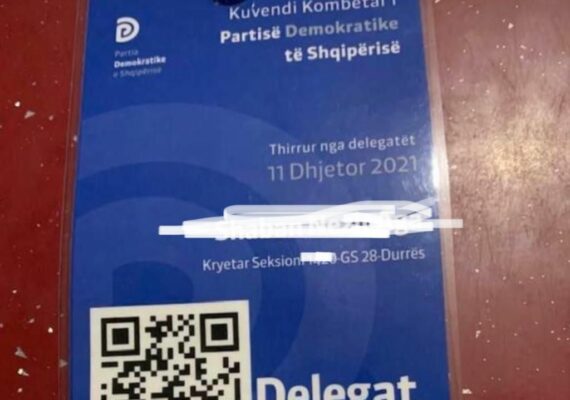 Kuvendi Kombëtar i
Partisë Demokratike
të Shqipërisë
Partia
Demokratike
e Shqipërisë
Thirrur nga delegatët
11 Dhjetor 2021
Kryetar Seksioni GS 28-Durrës
Delegat